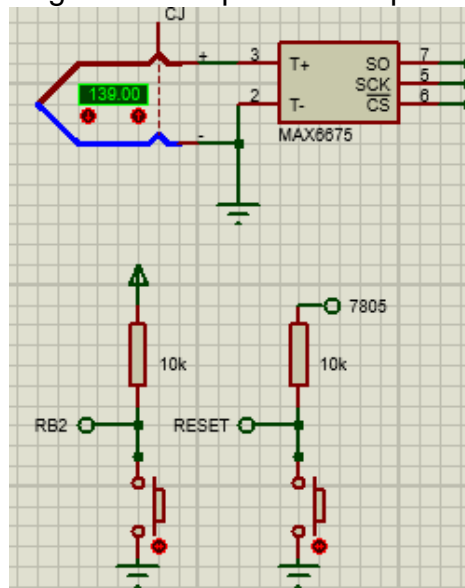 CJ
+ 3 T+ SO 7
139.00 SCK 5
2 T- CS 6
- MAX6675
7805
10k 10k
RB2 RESET